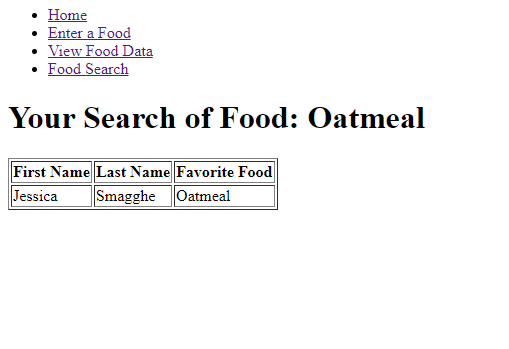 Home
Enter a Food
View Food Data
Food Search
Your Search of Food: Oatmeal
First Name Last Name Favorite Food
Jessica Smagghe Oatmeal